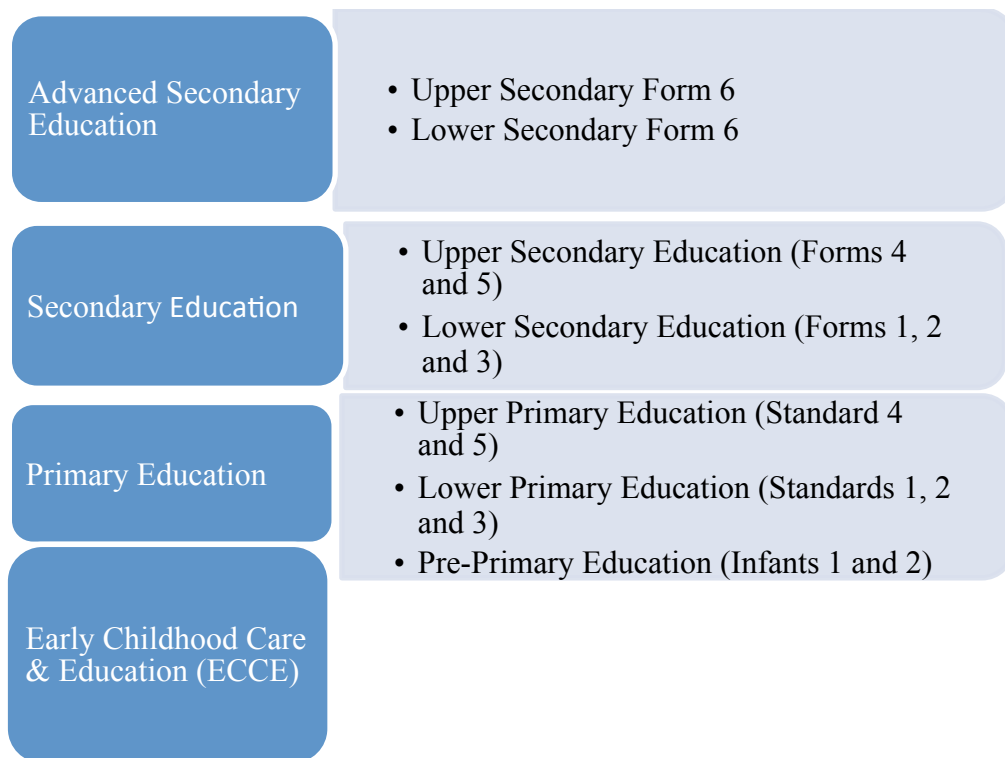 Advanced Secondary
Education
• Upper Secondary Form 6
• Lower Secondary Form 6
Secondary Education
• Upper Secondary Education (Forms 4
and 5)
• Lower Secondary Education (Forms 1, 2
and 3)
Primary Education
• Upper Primary Education (Standard 4
and 5)
• Lower Primary Education (Standards 1, 2
and 3)
• Pre-Primary Education (Infants 1 and 2)
Early Childhood Care
& Education (ECCE)